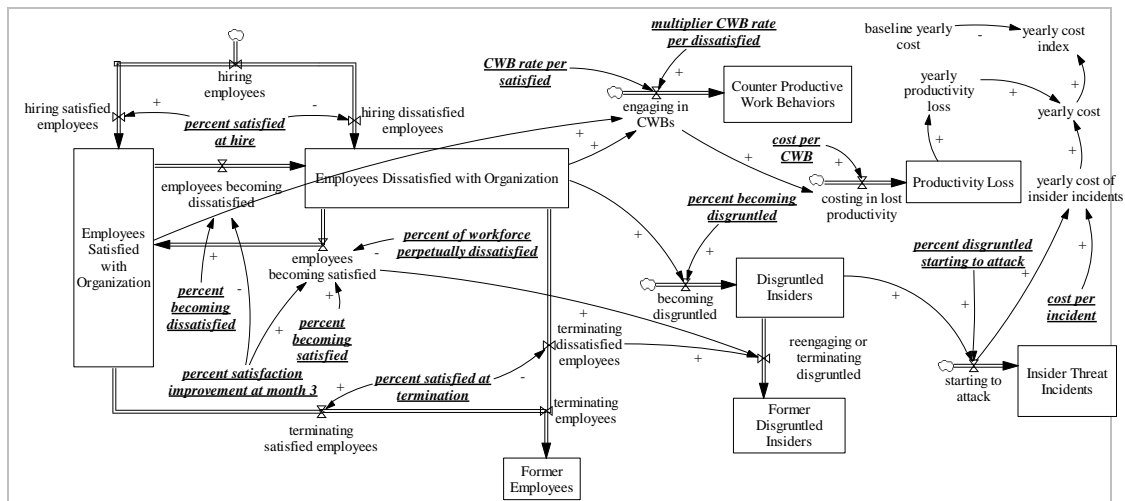 multiplier CWB rate
per dissatisfied
baseline yearly
cost
-
yearly cost
index
CWB rate per
satisfied
+
+
hiring
employees
yearly
productivity
loss
+
Counter Productive
Work Behaviors
engaging in
CWBs
hiring satisfied
employees
+
-
hiring dissatisfied
employees
percent satisfied
at hire
+
yearly cost
+
+
cost per
CWB
+
+
+
employees becoming
dissatisfied
Employees Dissatisfied with Organization
+
costing in lost
productivity
Productivity Loss
yearly cost of
insider incidents
percent becoming
disgruntled
Employees
Satisfied
with
Organization
percent of workforce
perpetually dissatisfied
-
employees
becoming satisfied
+
+
+
percent disgruntled
starting to attack
becoming
disgruntled
Disgruntled
Insiders
+
+
+
+
cost per
incident
percent
becoming
dissatisfied
-
+
+
percent
becoming
satisfied
+
terminating
dissatisfied
employees
+
reengaging or
terminating
disgruntled
percent satisfaction
improvement at month 3
+
percent satisfied at
termination
-
starting to
attack
Insider Threat
Incidents
terminating
employees
terminating
satisfied employees
Former
Disgruntled
Insiders
Former
Employees